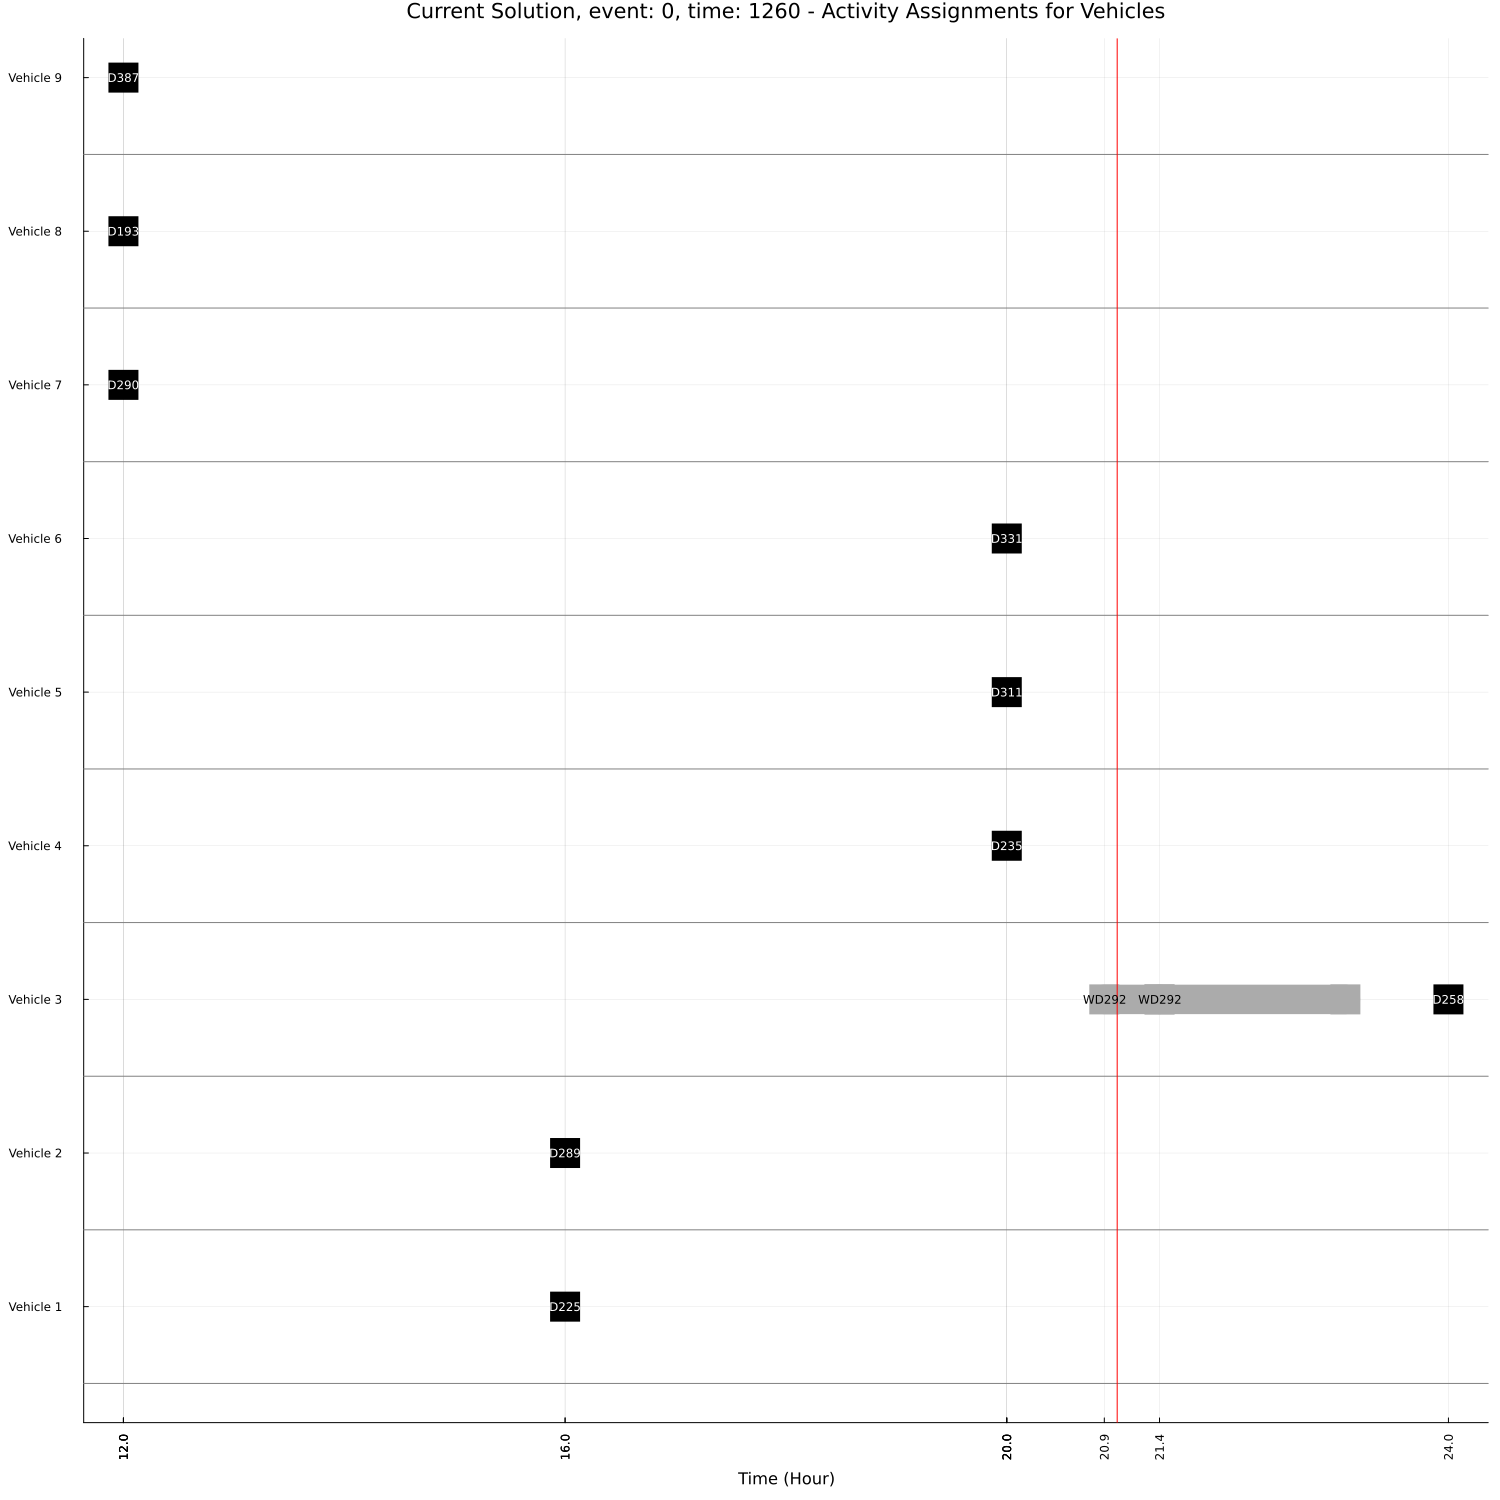 Current Solution, event: 0, time: 1260 - Activity Assignments for Vehicles
Vehicle 9
D387
Vehicle 8
D193
Vehicle 7
D290
Vehicle 6
D331
Vehicle 5
D311
Vehicle 4
D235
Vehicle 3
WD292 WD292 D258
Vehicle 2
D289
Vehicle 1
D225
12.0 16.0 20.0 20.9 21.4 24.0
Time (Hour)